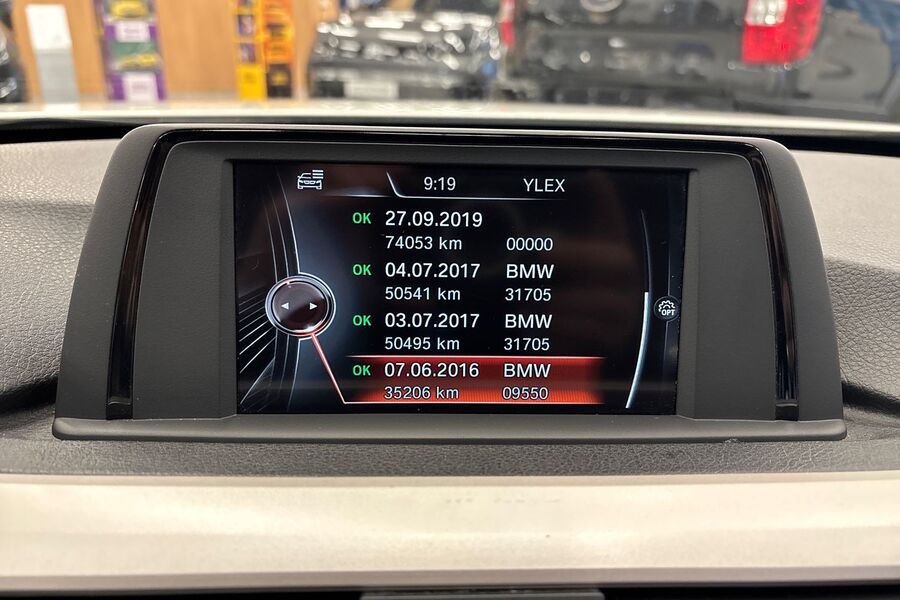 9:19 YLEX
OK 27.09.2019
74053 km 00000
OK 04.07.2017 BMW
50541 km 31705
OK 03.07.2017 BMW
50495 km 31705
OK 07.06.2016 BMW
35206 km 09550
OPT